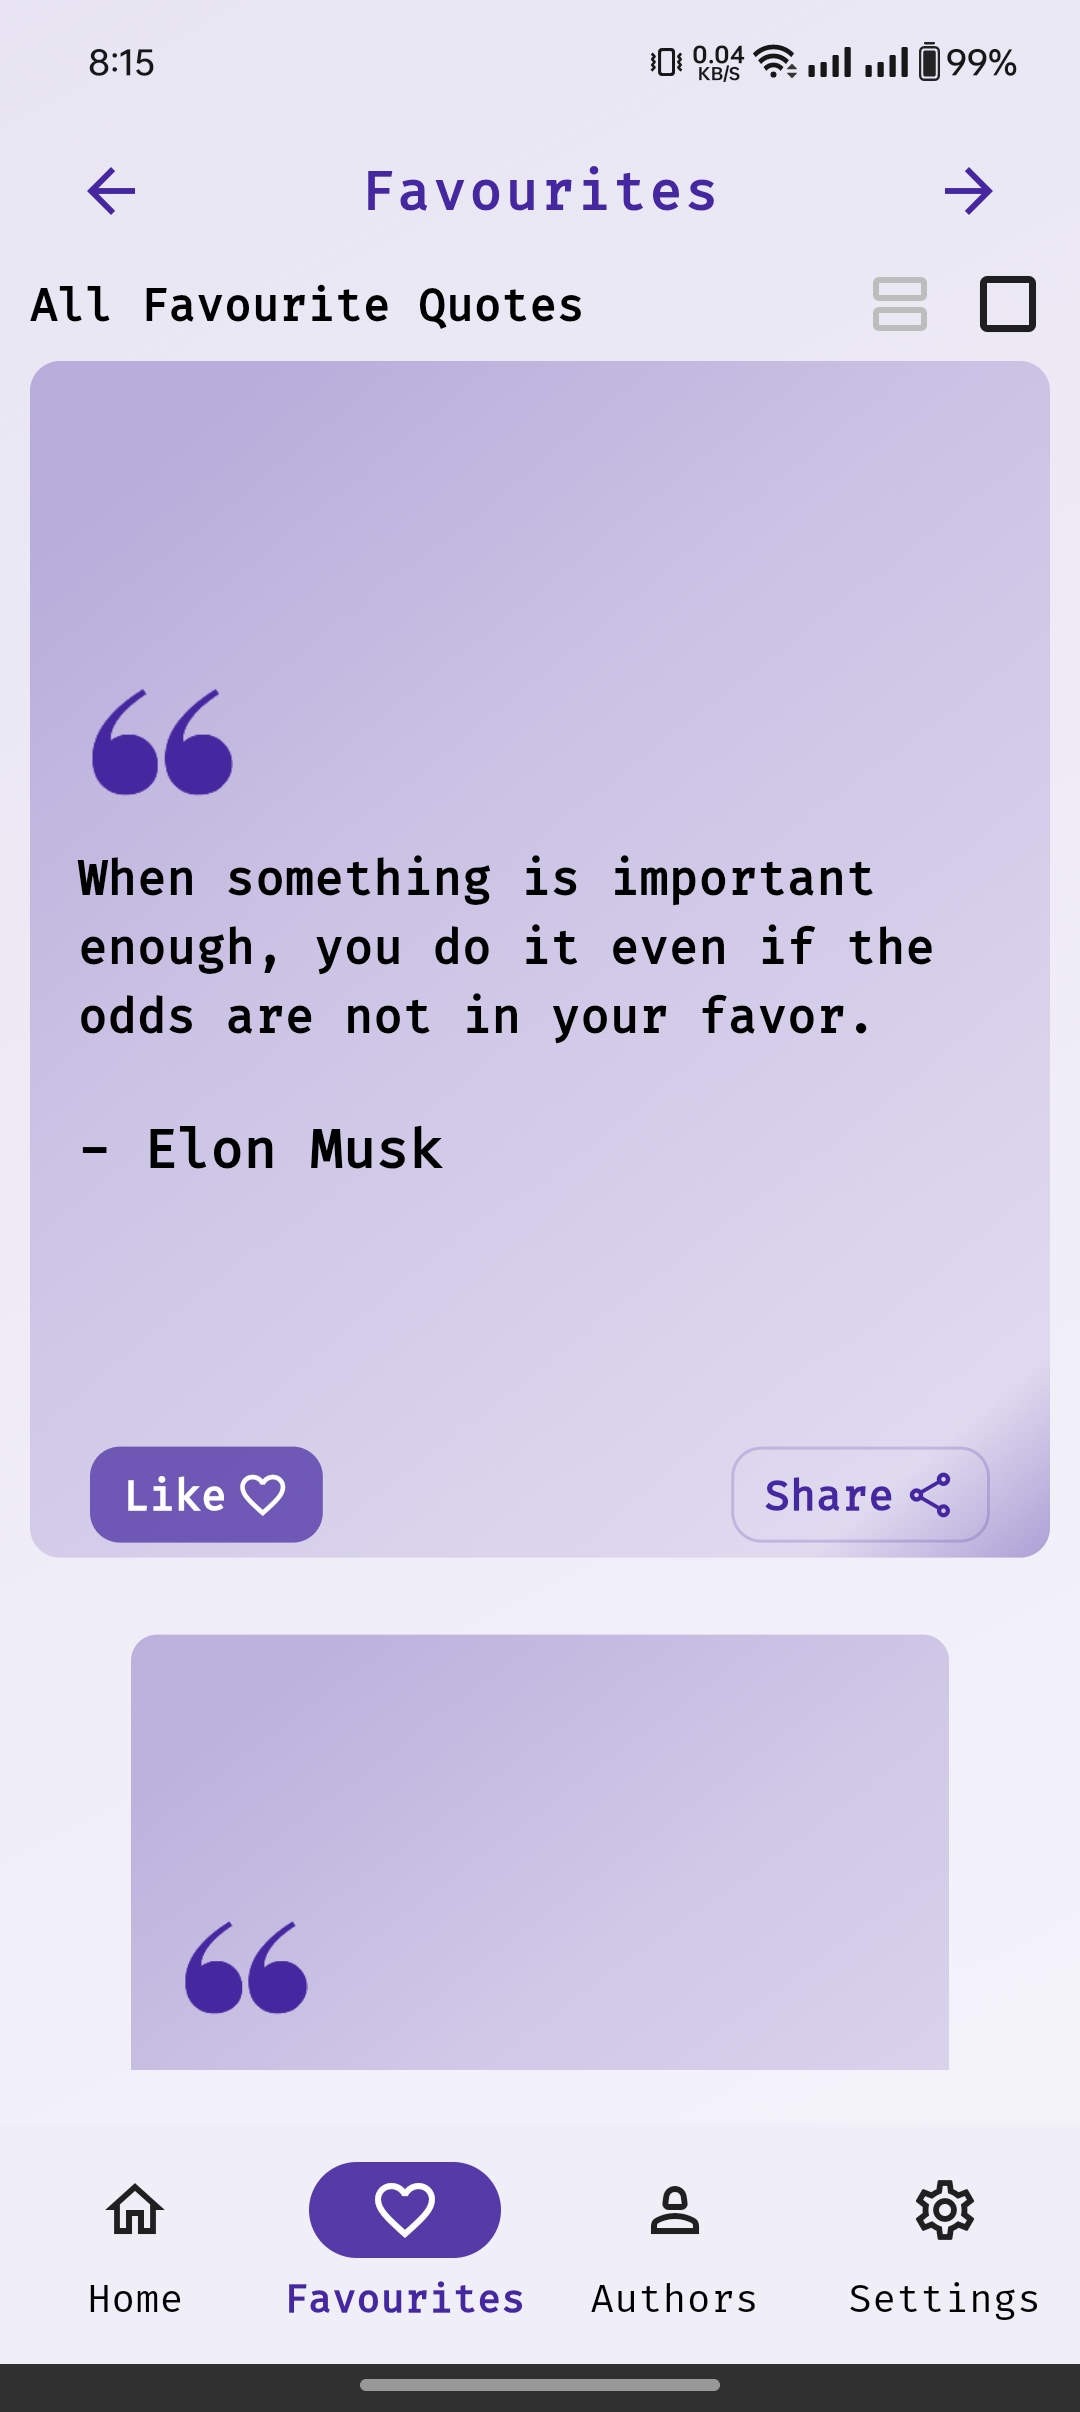 8:15
0.04
KB/S
99%
Favourites
All Favourite Quotes
“
When something is important
enough, you do it even if the
odds are not in your favor.
- Elon Musk
Like
Share
“
Home
Favourites
Authors
Settings